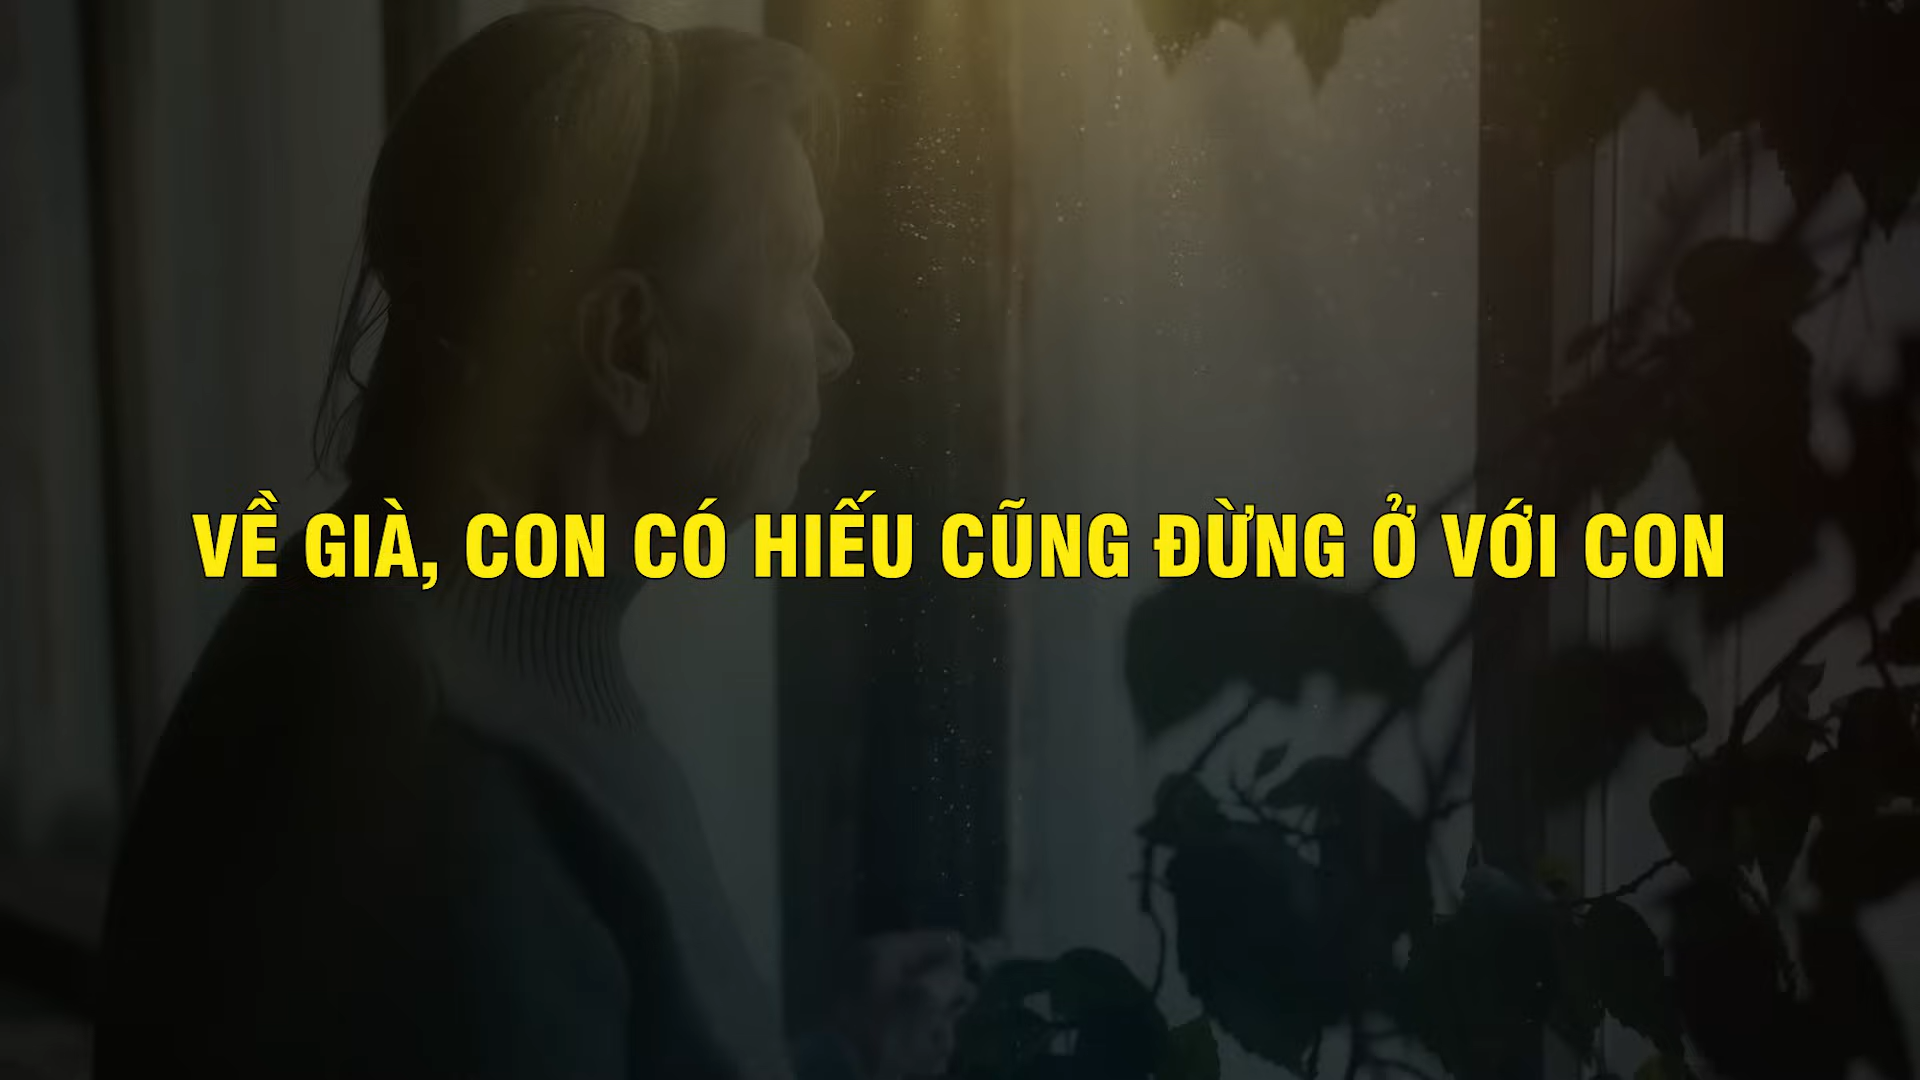 VỀ GIÀ, CON CÓ HIẾU CŨNG ĐỪNG Ở VỚI CON